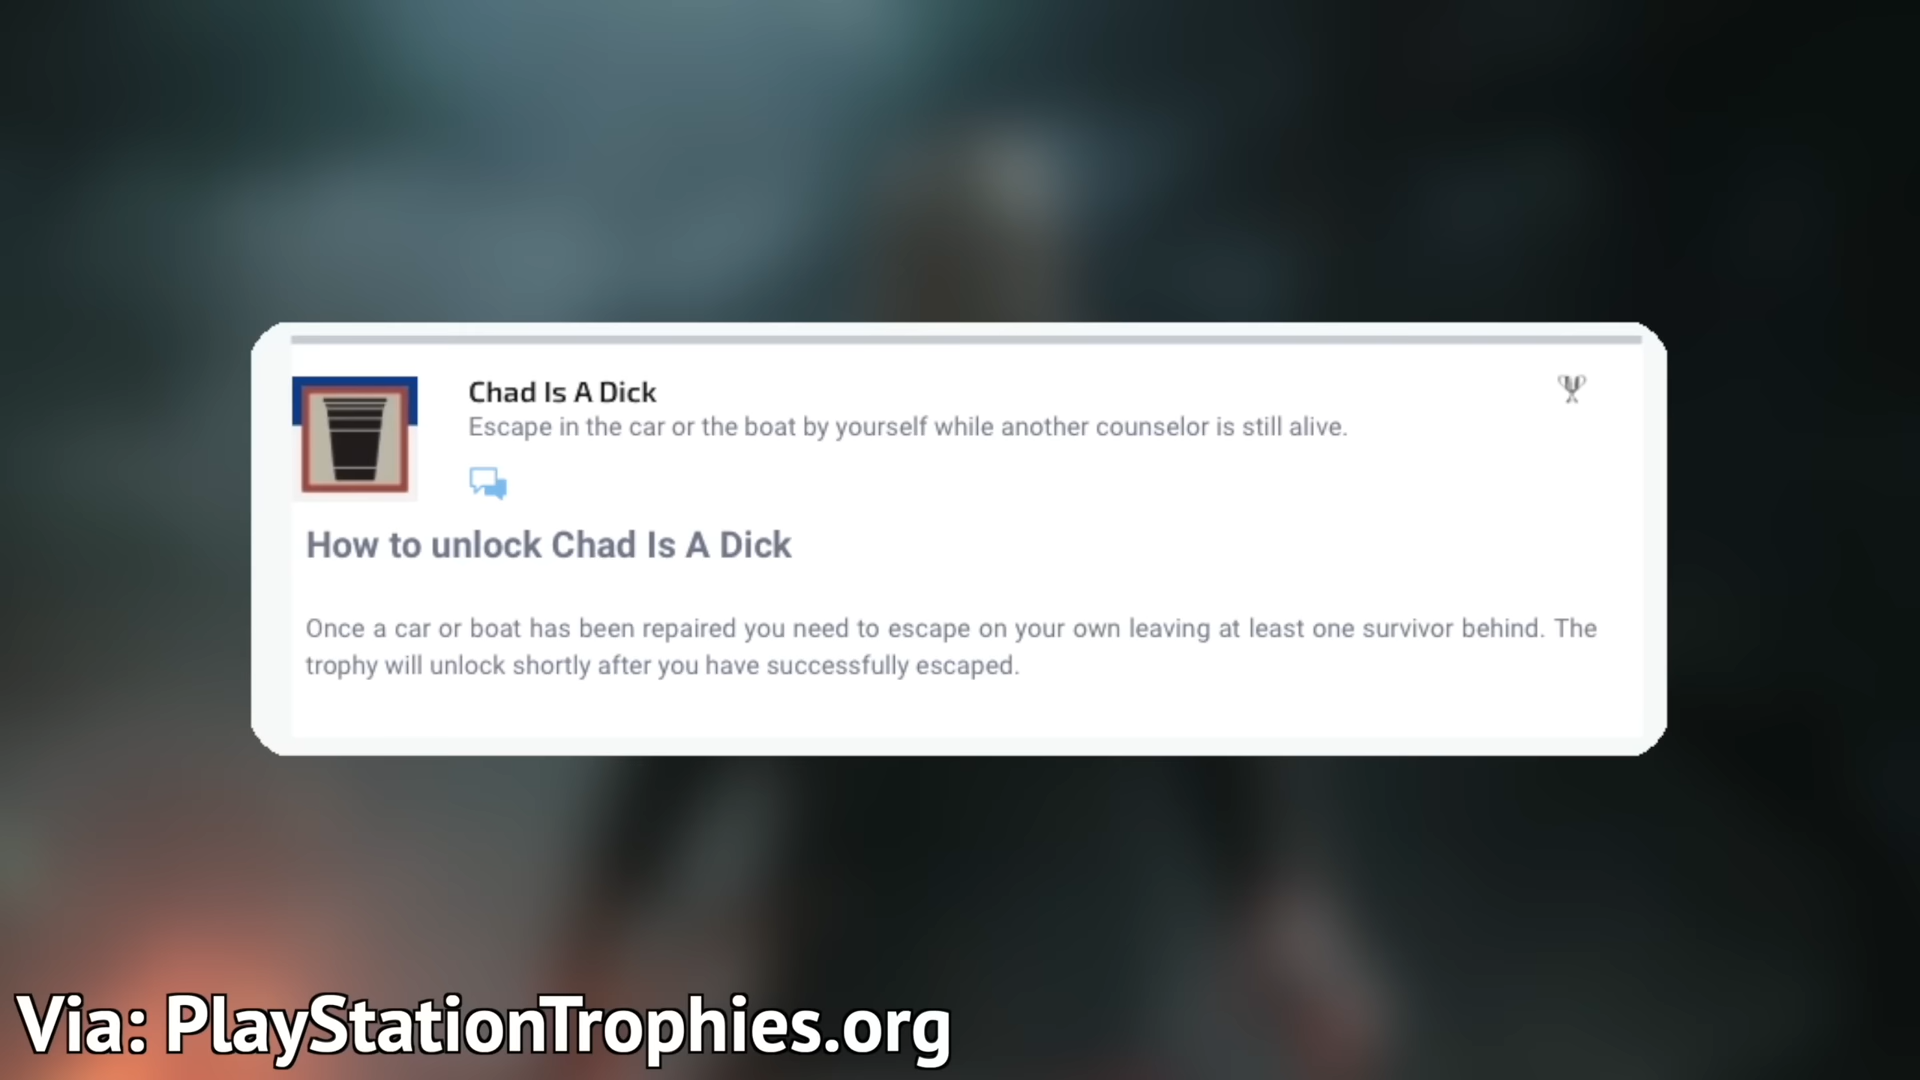 Chad Is A Dick
Escape in the car or the boat by yourself while another counselor is still alive.
How to unlock Chad Is A Dick
Once a car or boat has been repaired you need to escape on your own leaving at least one survivor behind. The
trophy will unlock shortly after you have successfully escaped.
Via: PlayStationTrophies.org